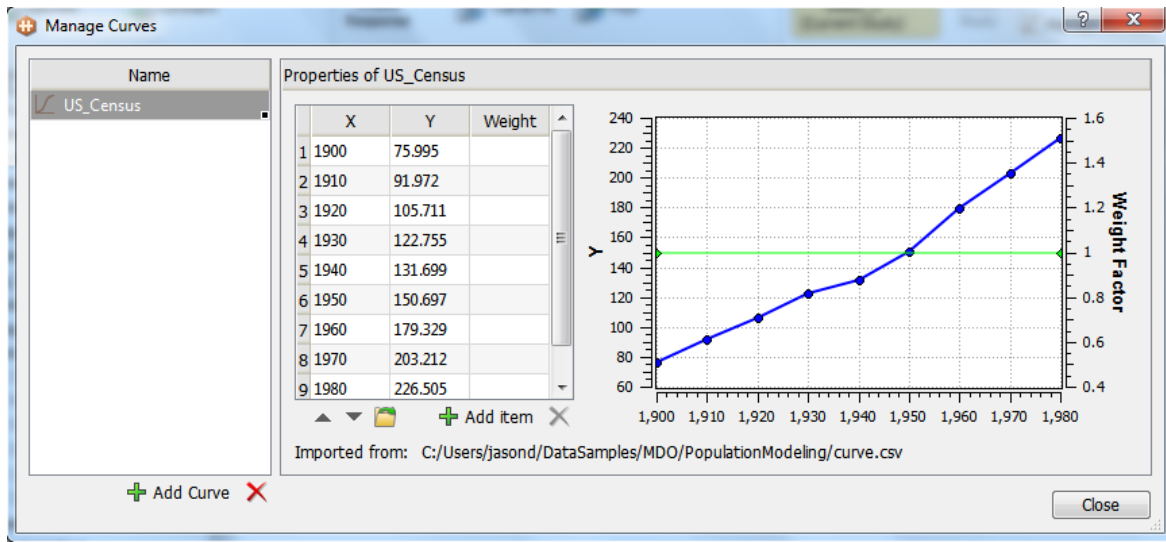 Manage Curves
?
X
Name
US_Census
Properties of US_Census
X Y Weight
1 1900 75.995
2 1910 91.972
3 1920 105.711
4 1930 122.755
5 1940 131.699
6 1950 150.697
7 1960 179.329
8 1970 203.212
9 1980 226.505
Add item
240
220
200
180
160
140
120
100
80
60
Y
1.6
1.4
1.2
1
0.8
0.6
0.4
Weight Factor
1,900 1,910 1,920 1,930 1,940 1,950 1,960 1,970 1,980
Imported from: C:/Users/jasond/DataSamples/MDO/PopulationModeling/curve.csv
Add Curve
Close